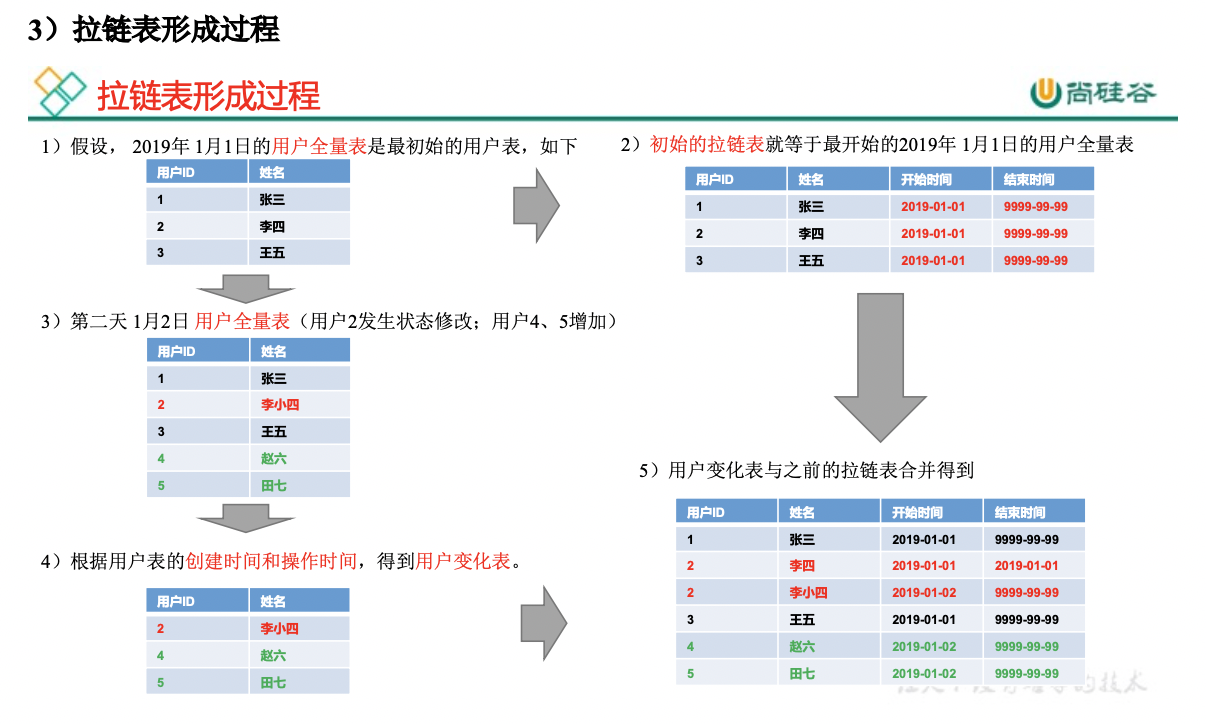 3）拉链表形成过程
拉链表形成过程
尚硅谷
1）假设， 2019年 1月1日的用户全量表是最初始的用户表，如下
用户ID 姓名
1 张三
2 李四
3 王五
2）初始的拉链表就等于最开始的2019年 1月1日的用户全量表
用户ID 姓名 开始时间 结束时间
1 张三 2019-01-01 9999-99-99
2 李四 2019-01-01 9999-99-99
3 王五 2019-01-01 9999-99-99
3）第二天 1月2日 用户全量表（用户2发生状态修改；用户4、5增加）
用户ID 姓名
1 张三
2 李小四
3 王五
4 赵六
5 田七
4）根据用户表的创建时间和操作时间，得到用户变化表。
用户ID 姓名
2 李小四
4 赵六
5 田七
5）用户变化表与之前的拉链表合并得到
用户ID 姓名 开始时间 结束时间
1 张三 2019-01-01 9999-99-99
2 李四 2019-01-01 2019-01-01
2 李小四 2019-01-02 9999-99-99
3 王五 2019-01-01 9999-99-99
4 赵六 2019-01-02 9999-99-99
5 田七 2019-01-02 9999-99-99
的技术